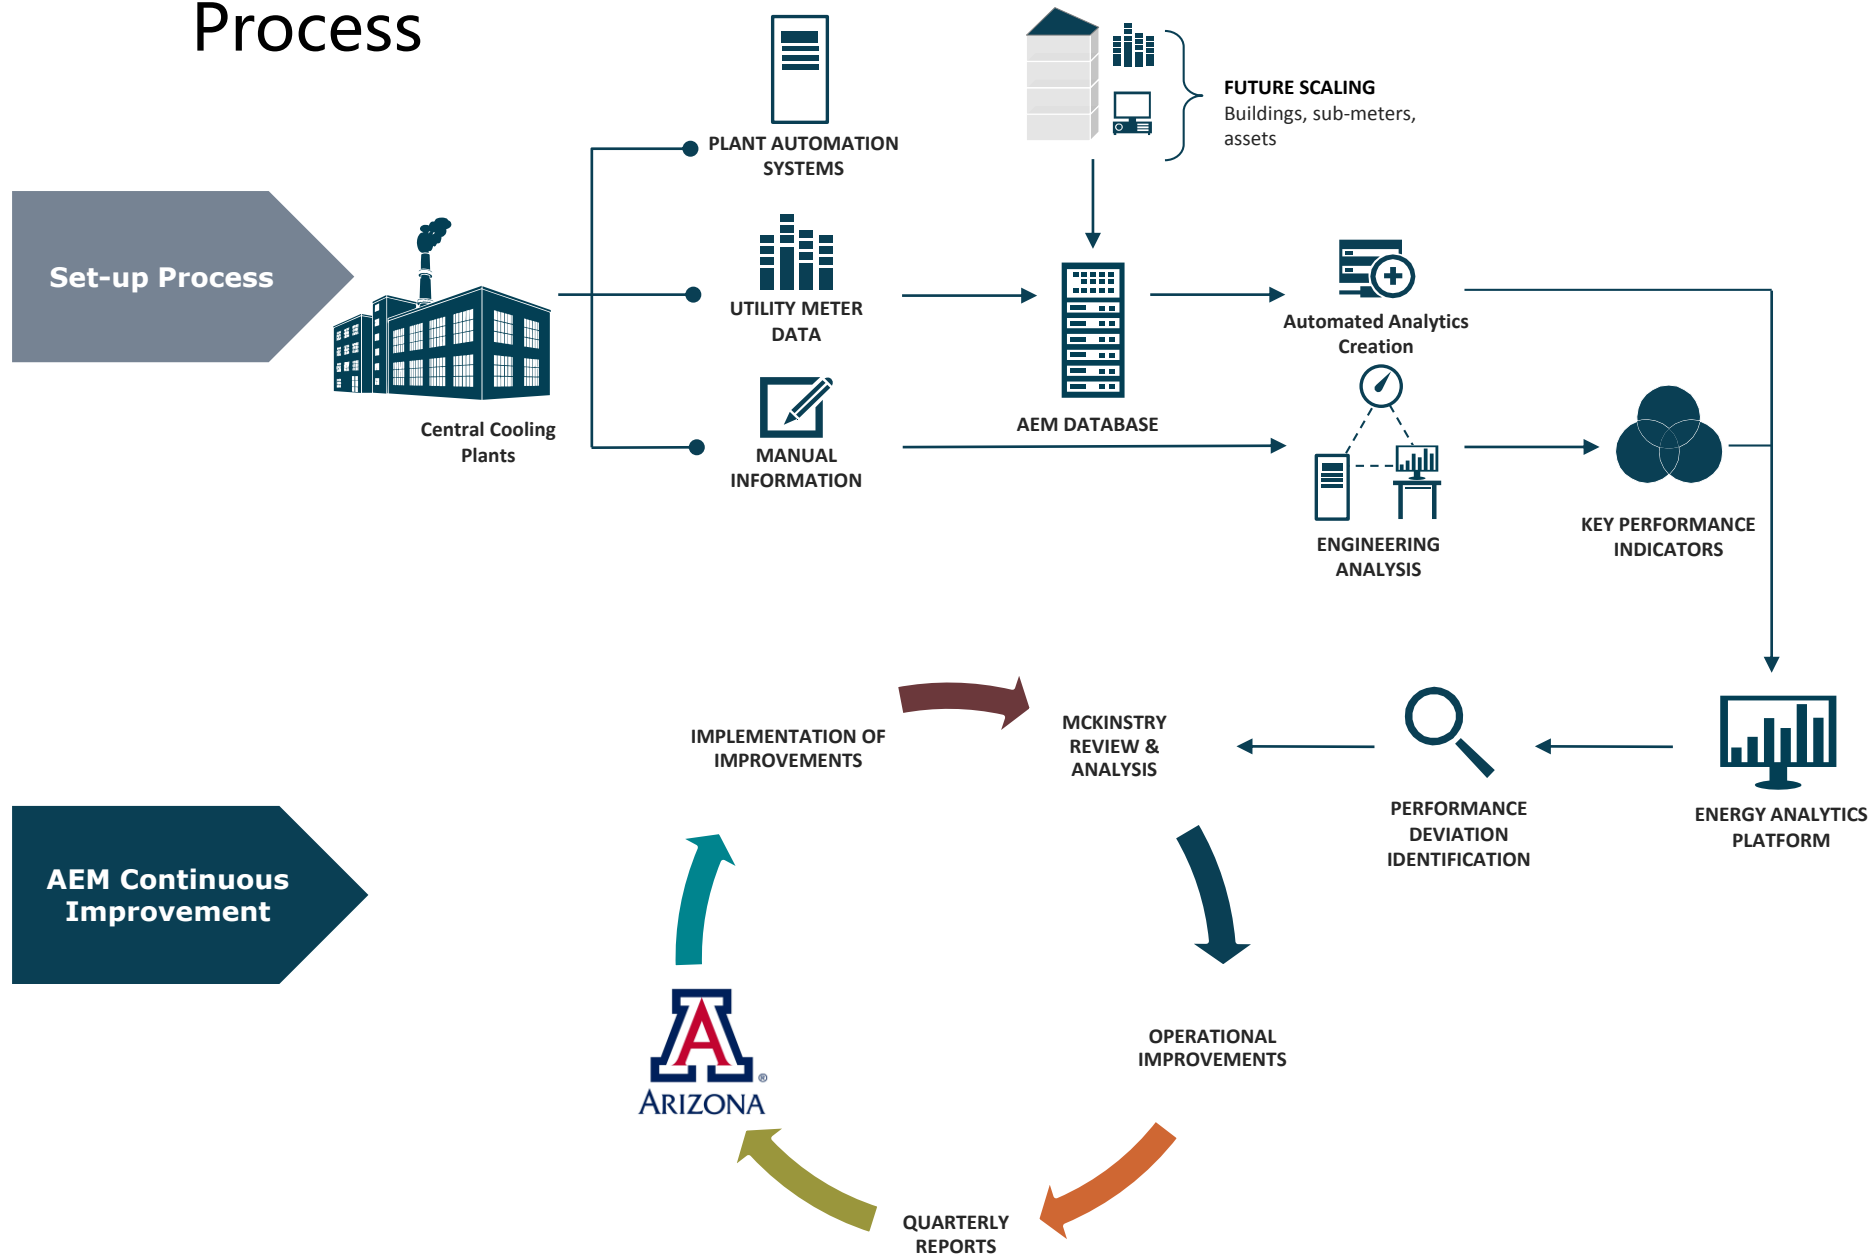 Process
PLANT AUTOMATION
SYSTEMS
FUTURE SCALING
Buildings, sub-meters,
assets
Set-up Process
Central Cooling
Plants
UTILITY METER
DATA
MANUAL
INFORMATION
AEM DATABASE
Automated Analytics
Creation
ENGINEERING
ANALYSIS
KEY PERFORMANCE
INDICATORS
AEM Continuous
Improvement
IMPLEMENTATION OF
IMPROVEMENTS
MCKINSTRY
REVIEW &
ANALYSIS
PERFORMANCE
DEVIATION
IDENTIFICATION
ENERGY ANALYTICS
PLATFORM
OPERATIONAL
IMPROVEMENTS
QUARTERLY
REPORTS
A
®
ARIZONA